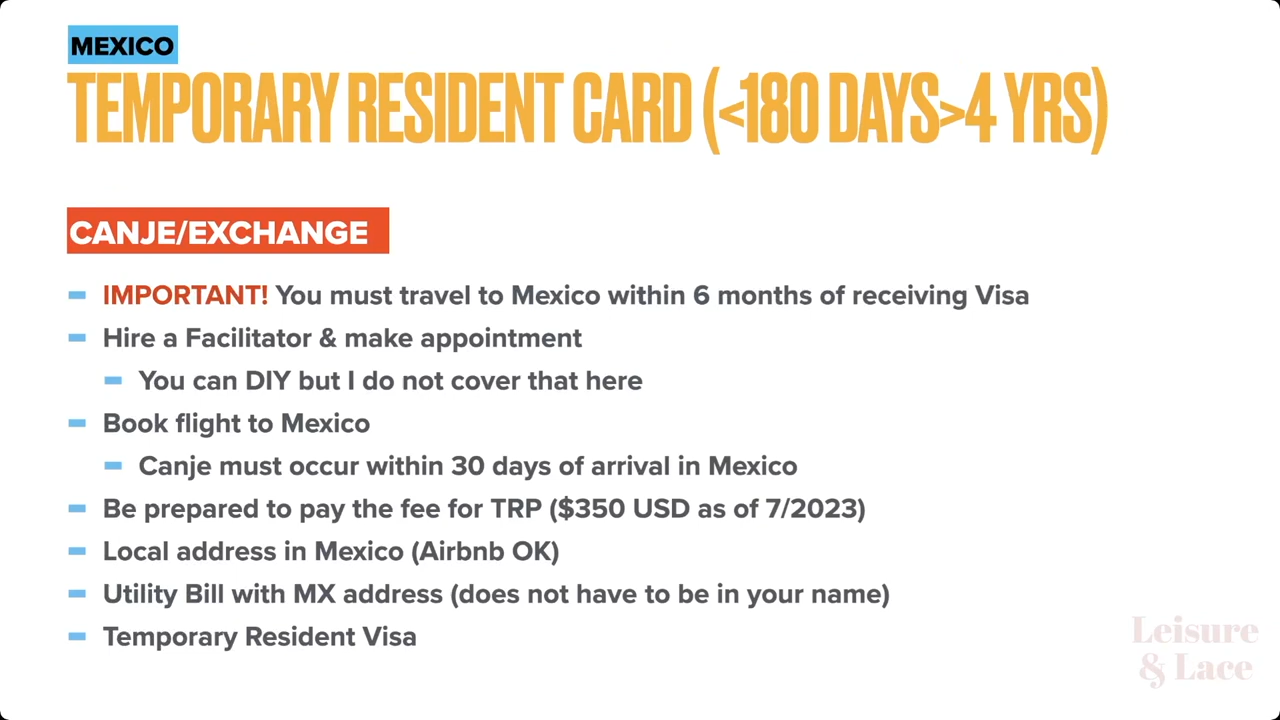 MEXICO
TEMPORARY RESIDENT CARD (<180 DAYS>4 YRS)
CANJE/EXCHANGE
IMPORTANT! You must travel to Mexico within 6 months of receiving Visa
Hire a Facilitator & make appointment
You can DIY but I do not cover that here
Book flight to Mexico
Canje must occur within 30 days of arrival in Mexico
Be prepared to pay the fee for TRP ($350 USD as of 7/2023)
Local address in Mexico (Airbnb OK)
Utility Bill with MX address (does not have to be in your name)
Temporary Resident Visa
Leisure
& Lace